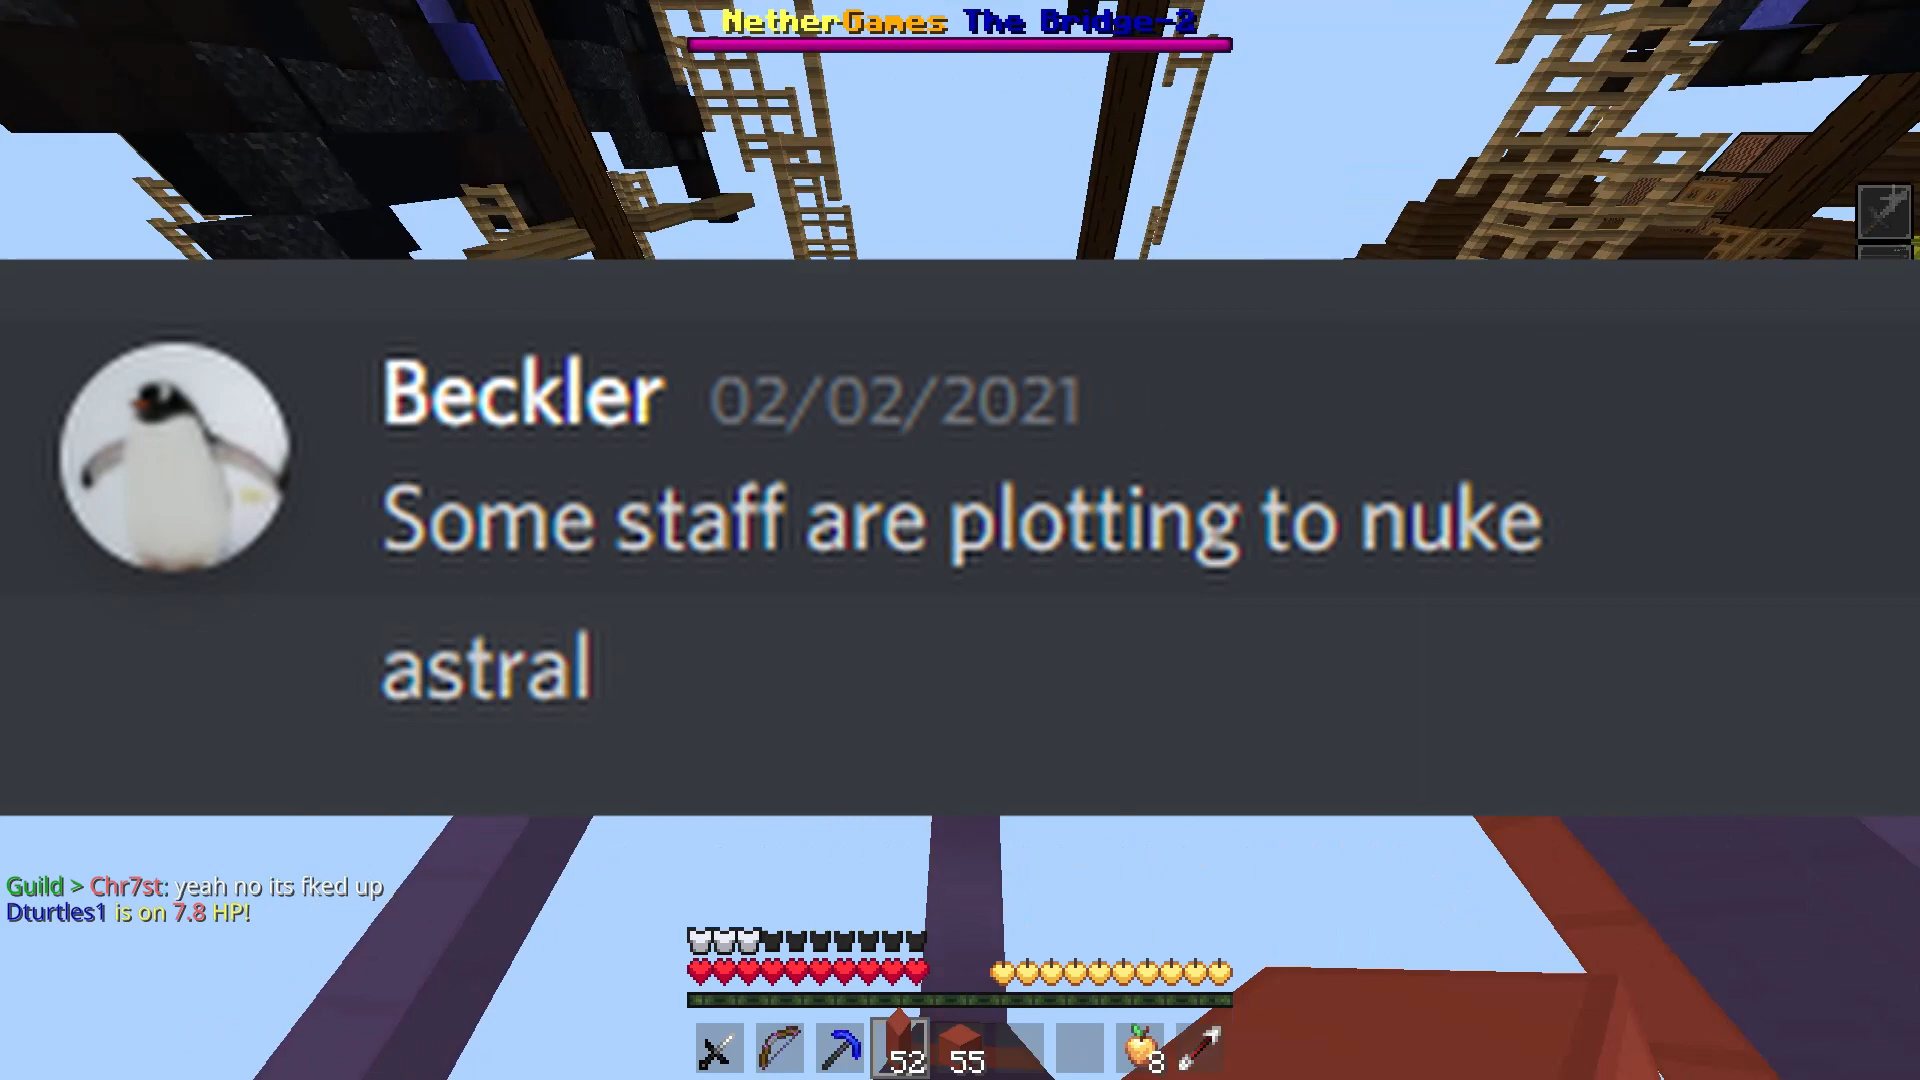 NetherGames The Bridge-2
Beckler 02/02/2021
Some staff are plotting to nuke
astral
Guild > Chr7st: yeah no its fked up
Dturtles1 is on 7.8 HP!
52 55 8